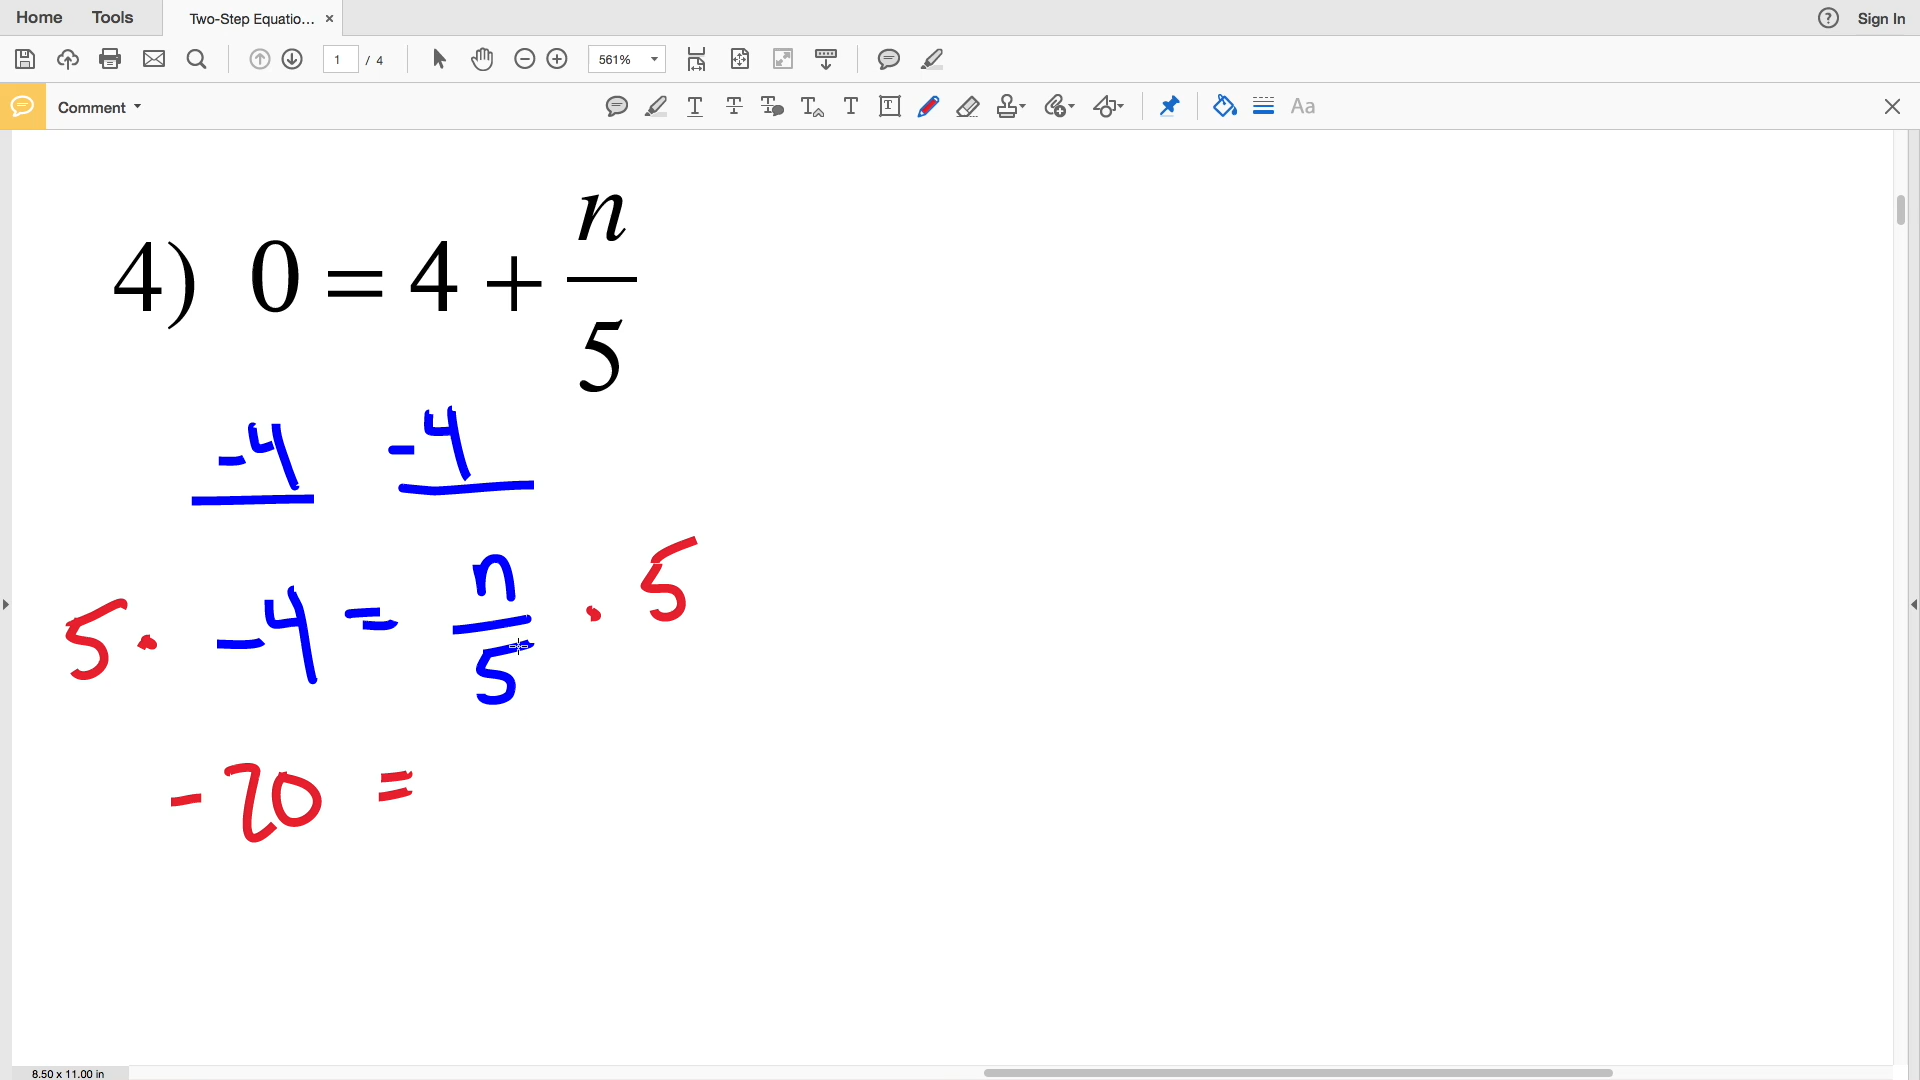 Home Tools Two-Step Equatio... × Sign In
1 / 4 561%
Comment Aa
4) 0 = 4 + n/5
-4 -4
5 · -4 = n/5 · 5
-20 =
8.50 x 11.00 in